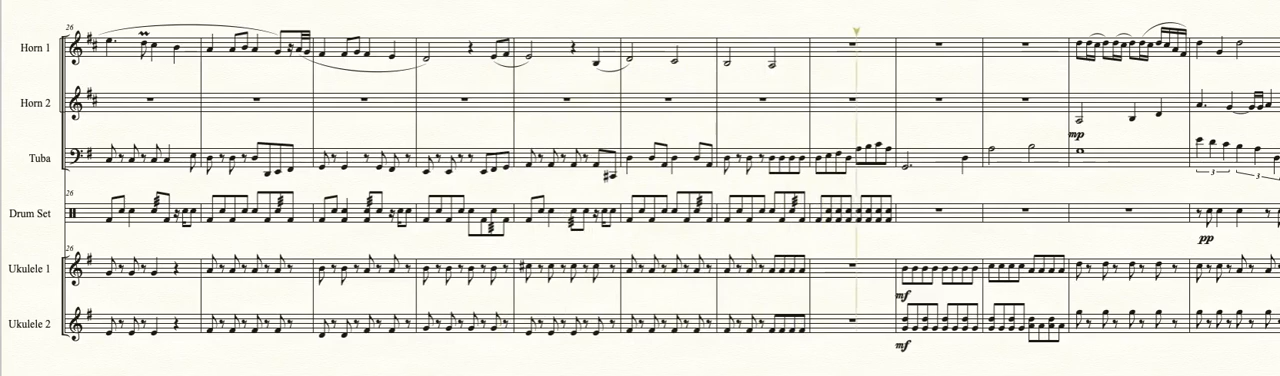 26
Horn 1
Horn 2
mp
Tuba
3 3
26
Drum Set
pp
26
Ukulele 1
mf
Ukulele 2
mf